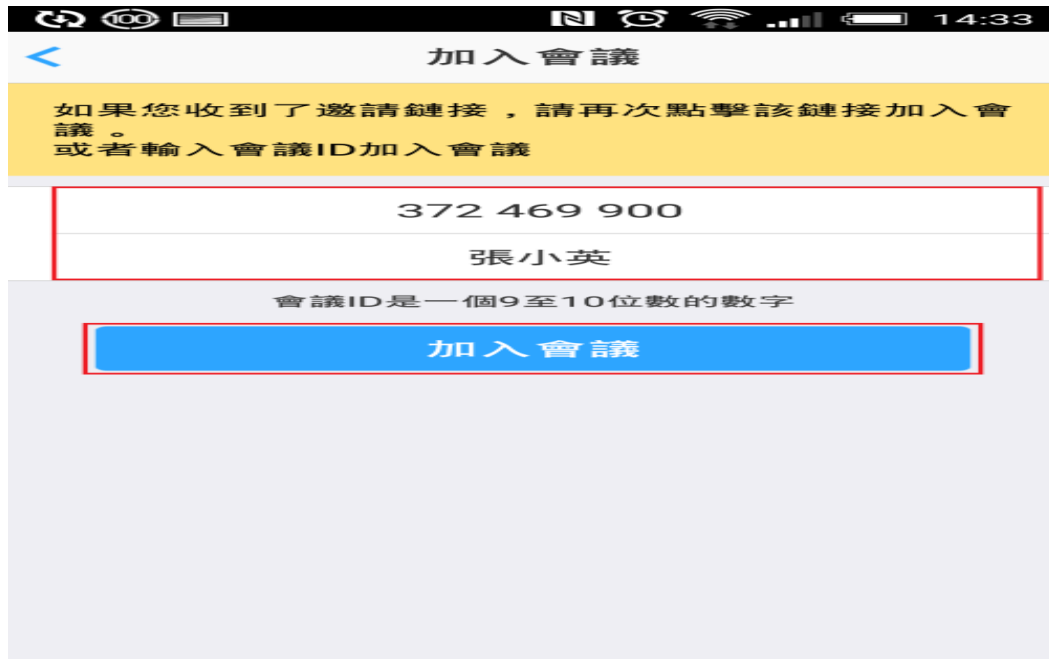 100 14:33
加入會議
如果您收到了邀請鏈接，請再次點擊該鏈接加入會
議。
或者輸入會議ID加入會議
372 469 900
張小英
會議ID是一個9至10位數的數字
加入會議